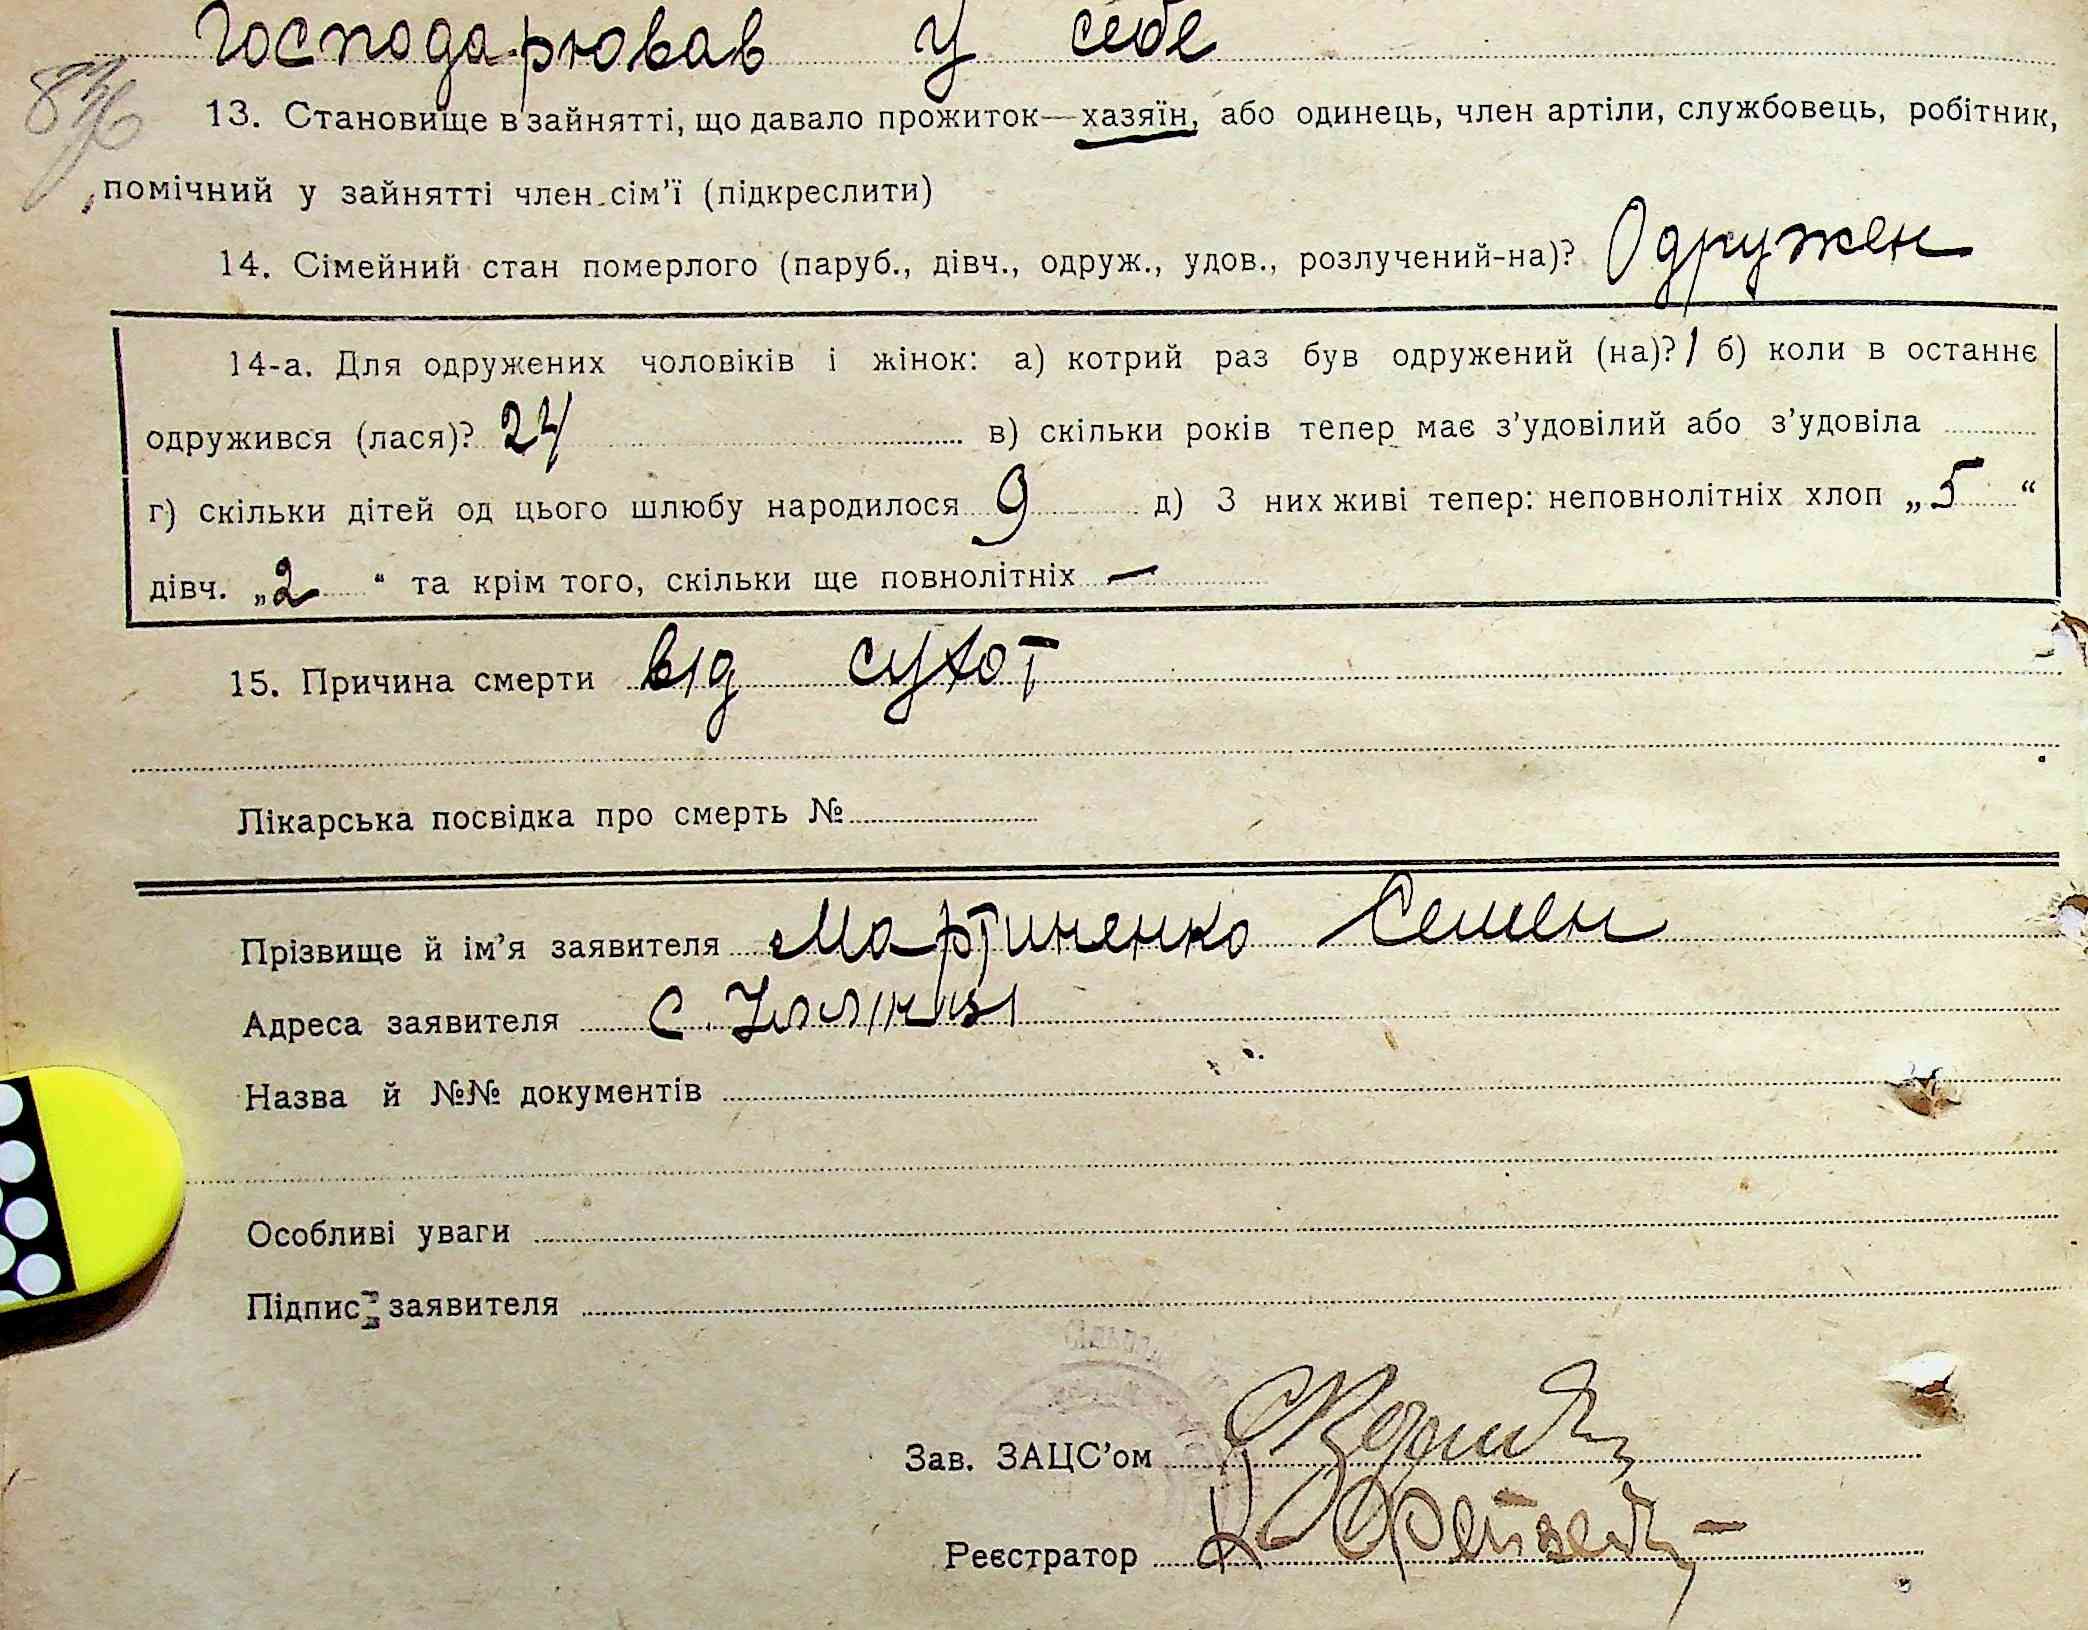 Господарював у себе
836
13. Становище в зайнятті, що давало прожиток—хазяїн, або одинець, член артіли, службовець, робітник,
помічний у зайнятті член сім’ї (підкреслити)
14. Сімейний стан померлого (паруб., дівч., одруж., удов., розлучений-на)? Одружен
14-а. Для одружених чоловіків і жінок: а) котрий раз був одружений (на)? 1 б) коли в останнє
одружився (лася)? 24 в) скільки років тепер має з’удовілий або з’удовіла
г) скільки дітей од цього шлюбу народилося 9 д) З них живі тепер: неповнолітніх хлоп „5“
дівч. „2“ та крім того, скільки ще повнолітніх —
15. Причина смерти від сухот
Лікарська посвідка про смерть №
Прізвище й ім’я заявителя Мартиненко Семен
Адреса заявителя с.
Назва й №№ документів
Особливі уваги
Підпис заявителя
Зав. ЗАЦС’ом
Реєстратор